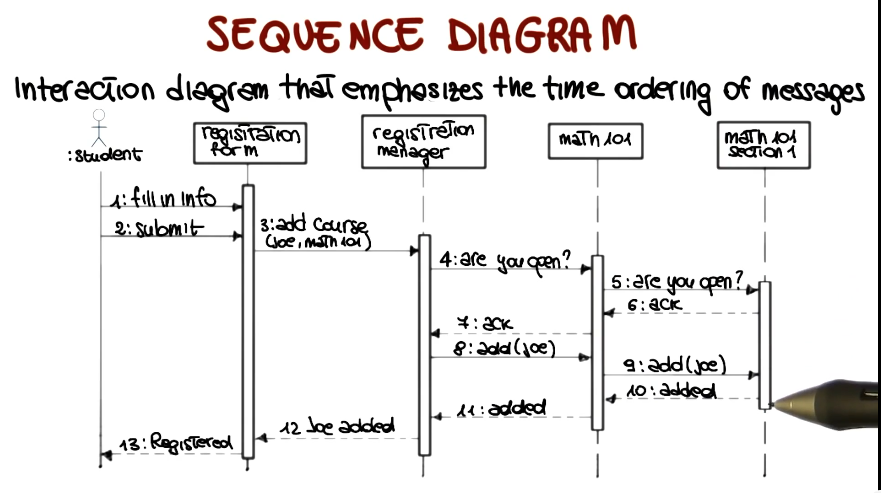 SEQUENCE DIAGRAM
Interaction diagram that emphasizes the time ordering of messages
:student
registration
form
registration
manager
math 101
math 101
section 1
1: fill in info
2: submit
3: add course
(joe, math 101)
4: are you open?
5: are you open?
6: ack
7: ack
8: add (joe)
9: add (joe)
10: added
11: added
12 Joe added
13: Registered